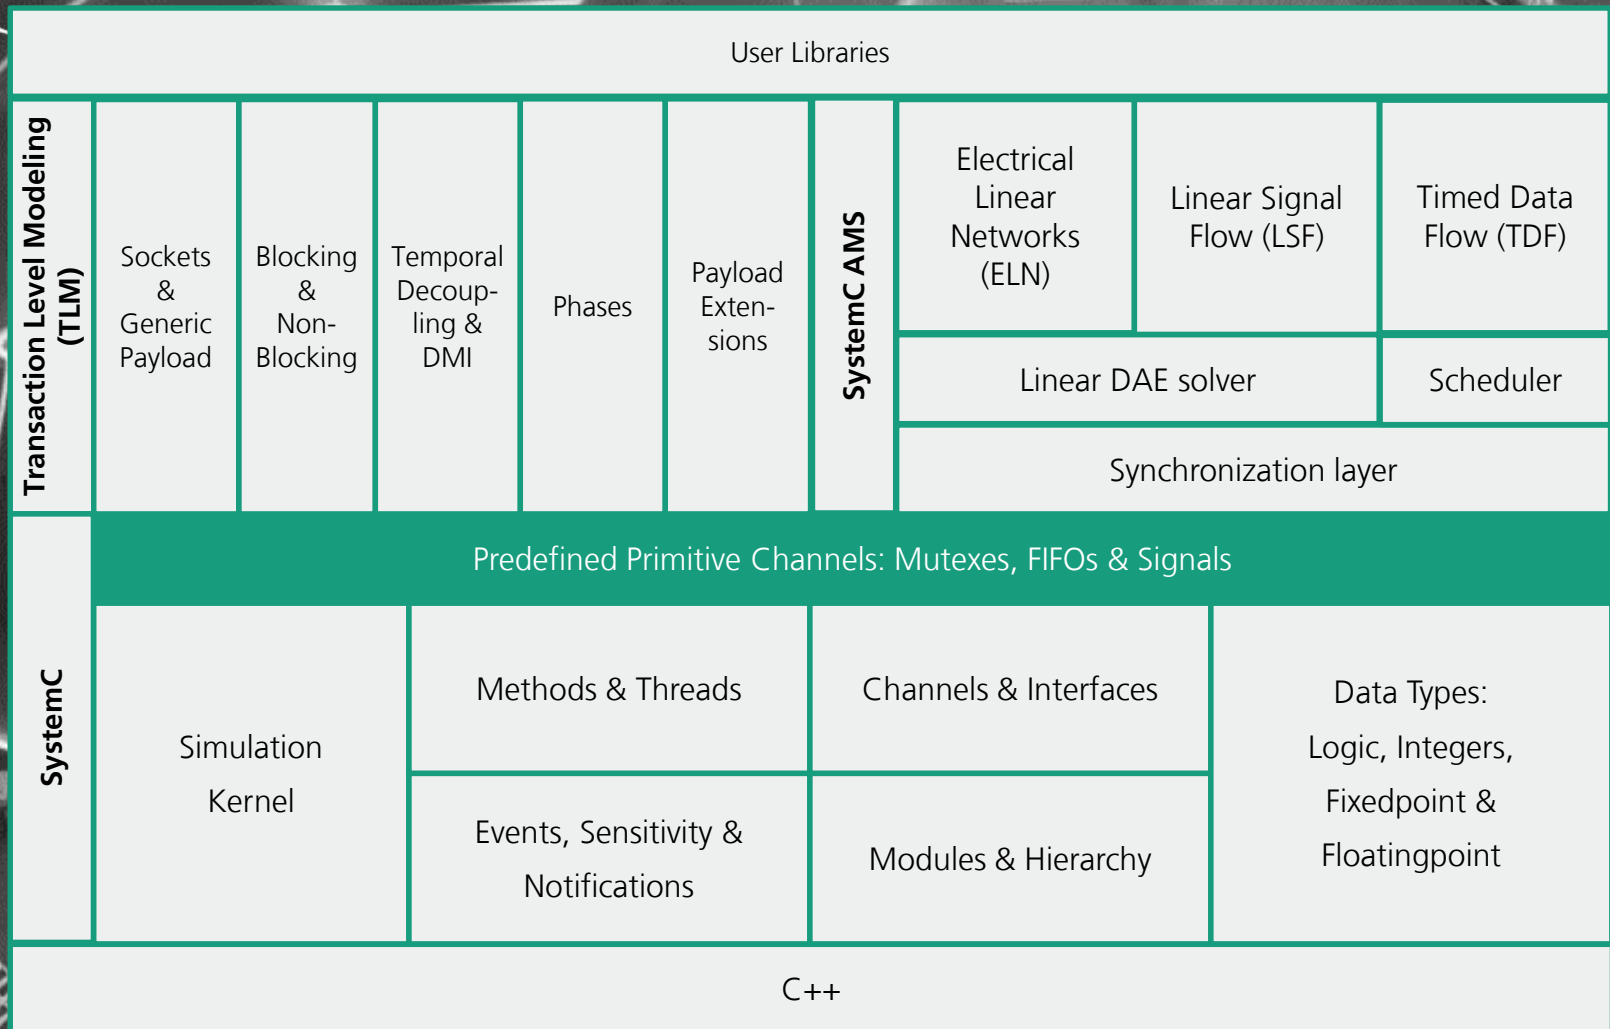 User Libraries
Transaction Level Modeling
(TLM)
Sockets
&
Generic
Payload
Blocking
&
Non-
Blocking
Temporal
Decoup-
ling &
DMI
Phases
Payload
Exten-
sions
SystemC AMS
Electrical
Linear
Networks
(ELN)
Linear Signal
Flow (LSF)
Timed Data
Flow (TDF)
Linear DAE solver
Scheduler
Synchronization layer
SystemC
Predefined Primitive Channels: Mutexes, FIFOs & Signals
Simulation
Kernel
Methods & Threads
Channels & Interfaces
Events, Sensitivity &
Notifications
Modules & Hierarchy
Data Types:
Logic, Integers,
Fixedpoint &
Floatingpoint
C++